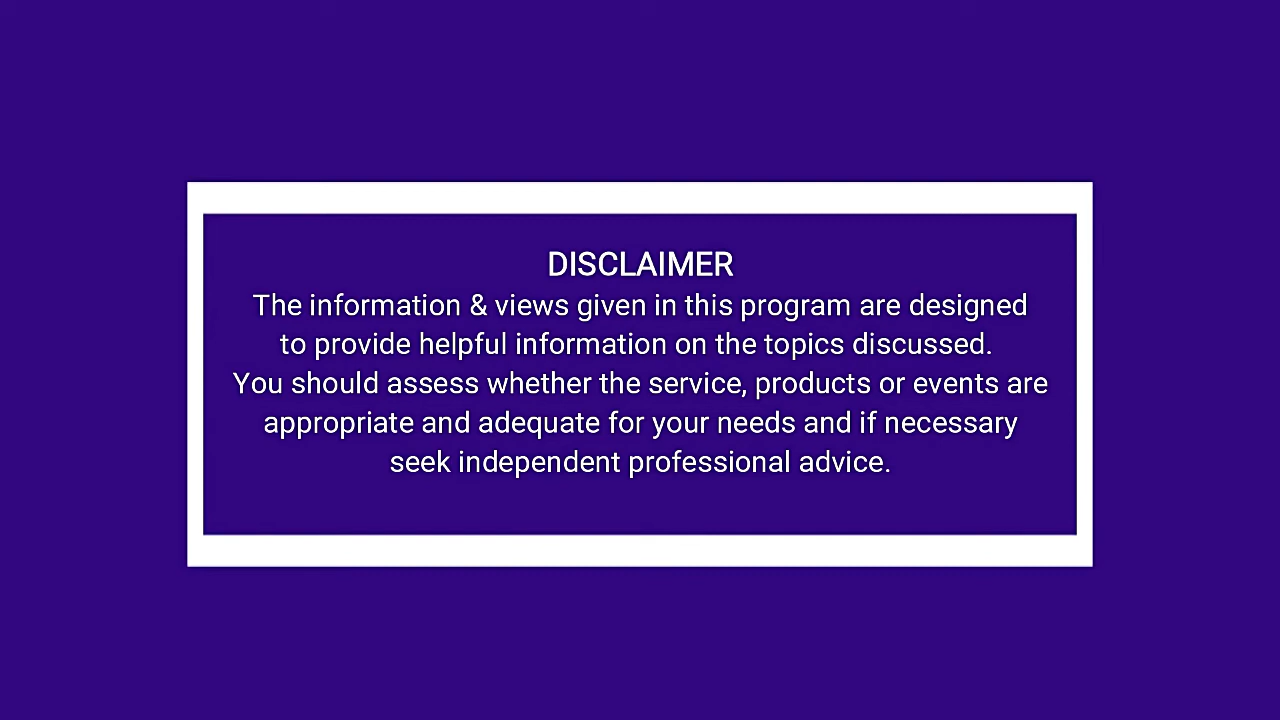 DISCLAIMER
The information & views given in this program are designed
to provide helpful information on the topics discussed.
You should assess whether the service, products or events are
appropriate and adequate for your needs and if necessary
seek independent professional advice.